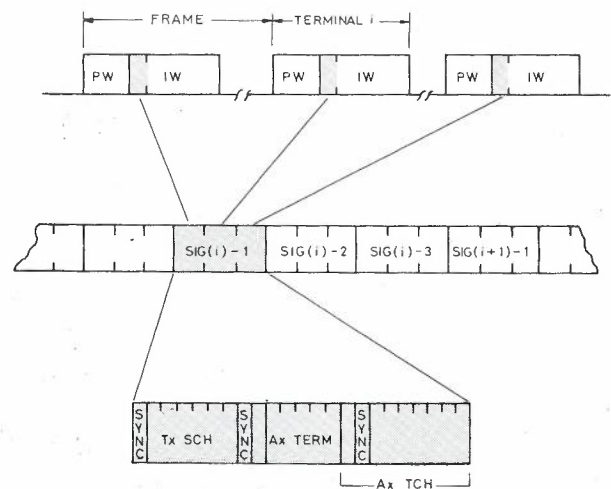 FRAME TERMINAL i
PW IW PW IW PW IW
SIG(i)-1 SIG(i)-2 SIG(i)-3 SIG(i+1)-1
SYNC Tx SCH SYNC Ax TERM SYNC
Ax TCH